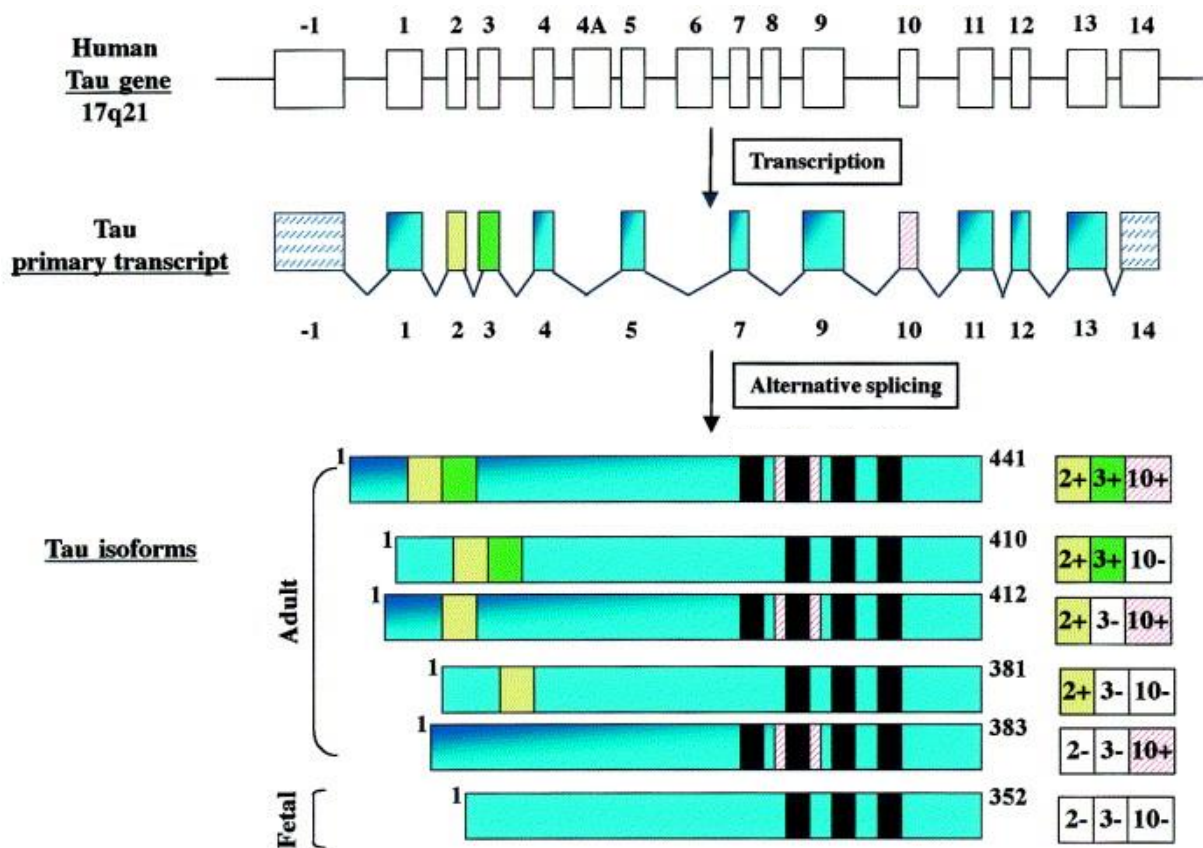 -1 1 2 3 4 4A 5 6 7 8 9 10 11 12 13 14
Human
Tau gene
17q21
Transcription
Tau
primary transcript
-1 1 2 3 4 5 7 9 10 11 12 13 14
Alternative splicing
Tau isoforms
Adult
1 441 2+ 3+ 10+
1 410 2+ 3+ 10-
1 412 2+ 3- 10+
1 381 2+ 3- 10-
1 383 2- 3- 10+
Fetal
1 352 2- 3- 10-